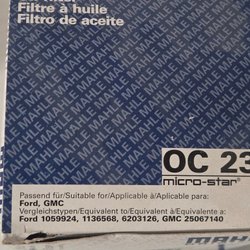 Filtre à huile
Filtro de aceite
OC 23
micro-star
Passend für/Suitable for/Applicable à/Aplicable para:
Ford, GMC
Vergleichstypen/Equivalent to/Equivalent à/Equivalente a:
Ford 1059924, 1136568, 6203126, GMC 25067140
MAHLE